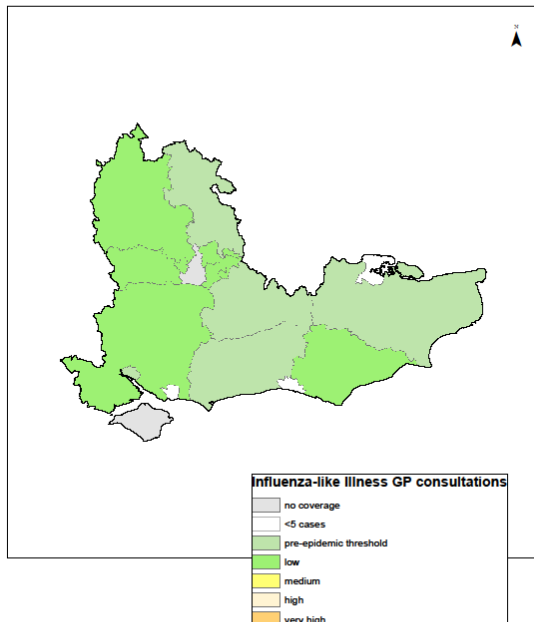 N
Influenza-like Illness GP consultations
no coverage
<5 cases
pre-epidemic threshold
low
medium
high
very high